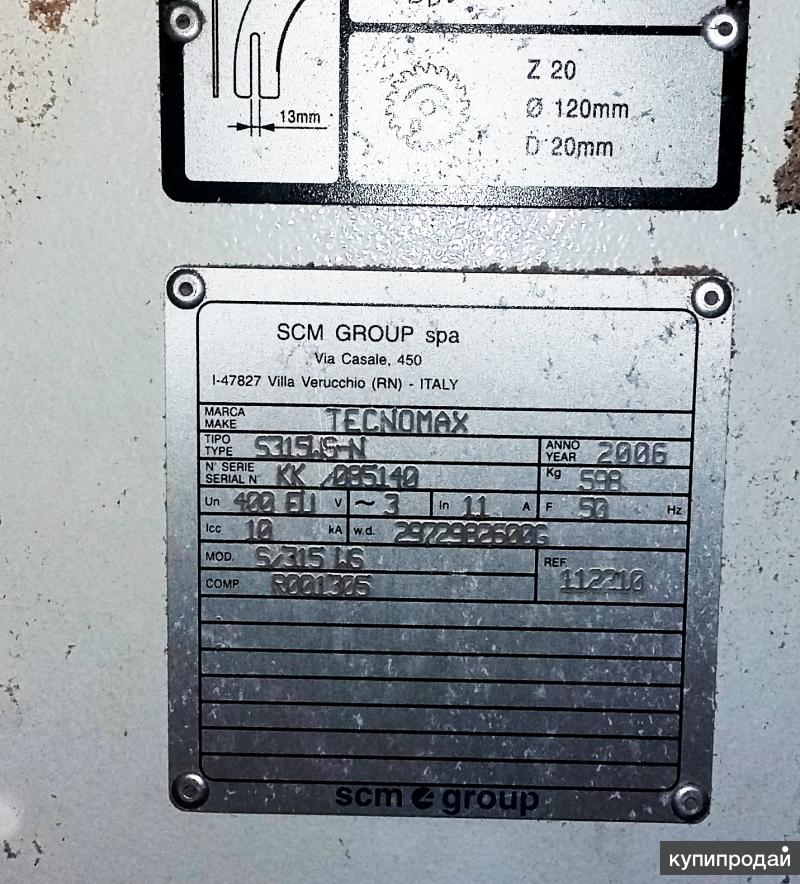 13mm
Z 20
Ø 120mm
D 20mm
SCM GROUP spa
Via Casale, 450
I-47827 Villa Verucchio (RN) - ITALY
MARCA
MAKE TECNOMAX
TIPO
TYPE S315WS-N ANNO
YEAR 2006
N° SERIE
SERIAL N° KK /085140 Kg 598
Un 400 EU V ~ 3 In 11 A F 50 Hz
Icc 10 kA w.d. 2972982600G
MOD. S/315 WS REF. 112210
COMP. R001305
scm group
купипродай